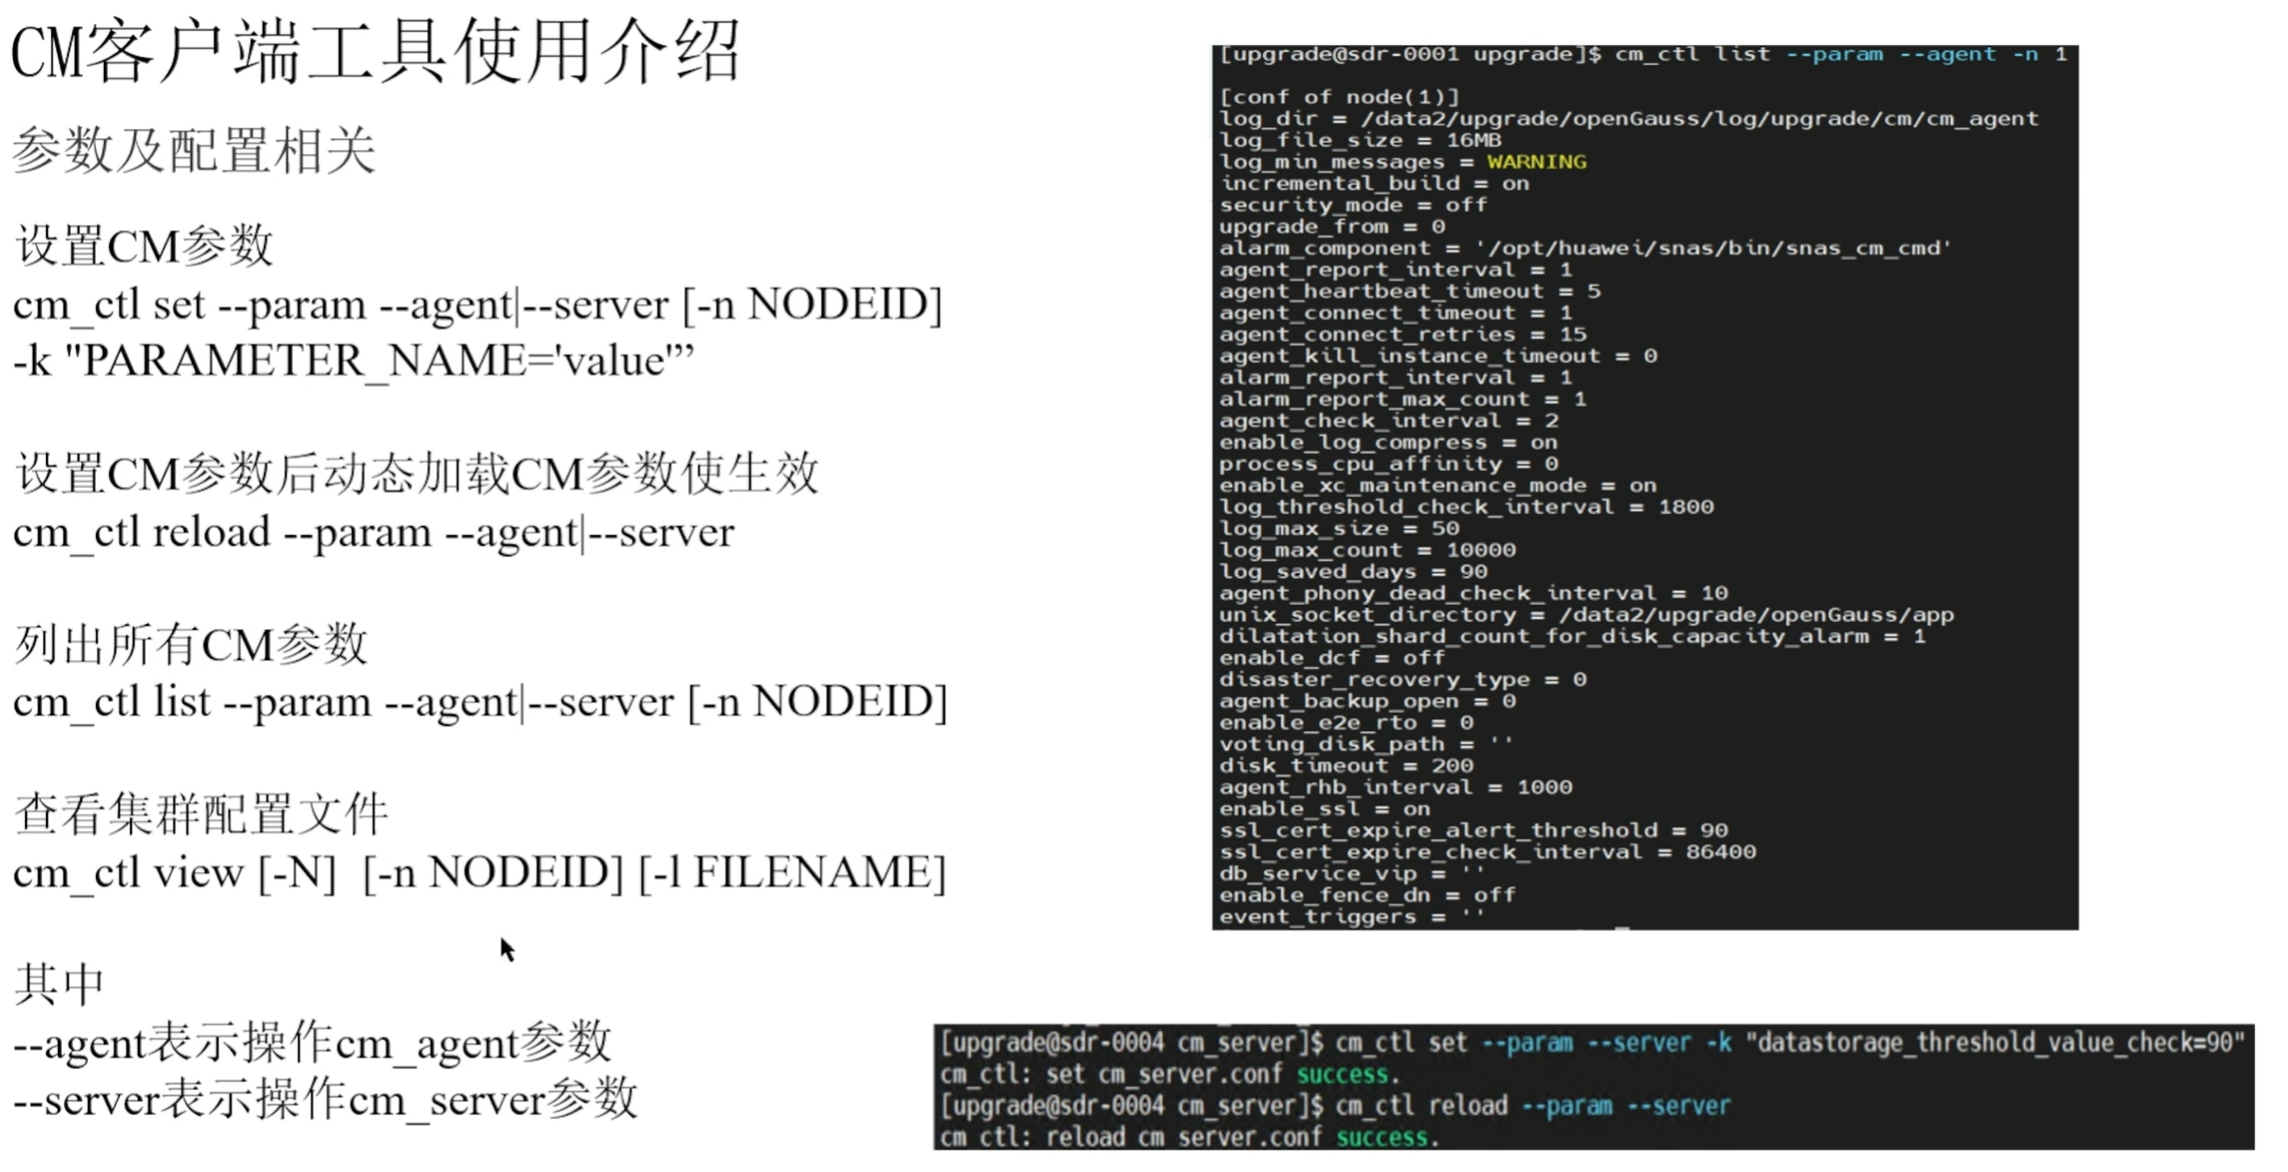 CM客户端工具使用介绍
参数及配置相关
设置CM参数
cm_ctl set --param --agent|--server [-n NODEID]
-k "PARAMETER_NAME='value'”
设置CM参数后动态加载CM参数使生效
cm_ctl reload --param --agent|--server
列出所有CM参数
cm_ctl list --param --agent|--server [-n NODEID]
查看集群配置文件
cm_ctl view [-N]  [-n NODEID] [-l FILENAME]
其中
--agent表示操作cm_agent参数
--server表示操作cm_server参数
[upgrade@sdr-0001 upgrade]$ cm_ctl list --param --agent -n 1
[conf of node(1)]
log_dir = /data2/upgrade/openGauss/log/upgrade/cm/cm_agent
log_file_size = 16MB
log_min_messages = WARNING
incremental_build = on
security_mode = off
upgrade_from = 0
alarm_component = '/opt/huawei/snas/bin/snas_cm_cmd'
agent_report_interval = 1
agent_heartbeat_timeout = 5
agent_connect_timeout = 1
agent_connect_retries = 15
agent_kill_instance_timeout = 0
alarm_report_interval = 1
alarm_report_max_count = 1
agent_check_interval = 2
enable_log_compress = on
process_cpu_affinity = 0
enable_xc_maintenance_mode = on
log_threshold_check_interval = 1800
log_max_size = 50
log_max_count = 10000
log_saved_days = 90
agent_phony_dead_check_interval = 10
unix_socket_directory = /data2/upgrade/openGauss/app
dilatation_shard_count_for_disk_capacity_alarm = 1
enable_dcf = off
disaster_recovery_type = 0
agent_backup_open = 0
enable_e2e_rto = 0
voting_disk_path = ''
disk_timeout = 200
agent_rhb_interval = 1000
enable_ssl = on
ssl_cert_expire_alert_threshold = 90
ssl_cert_expire_check_interval = 86400
db_service_vip = ''
enable_fence_dn = off
event_triggers = ''
[upgrade@sdr-0004 cm_server]$ cm_ctl set --param --server -k "datastorage_threshold_value_check=90"
cm_ctl: set cm_server.conf success.
[upgrade@sdr-0004 cm_server]$ cm_ctl reload --param --server
cm_ctl: reload cm_server.conf success.